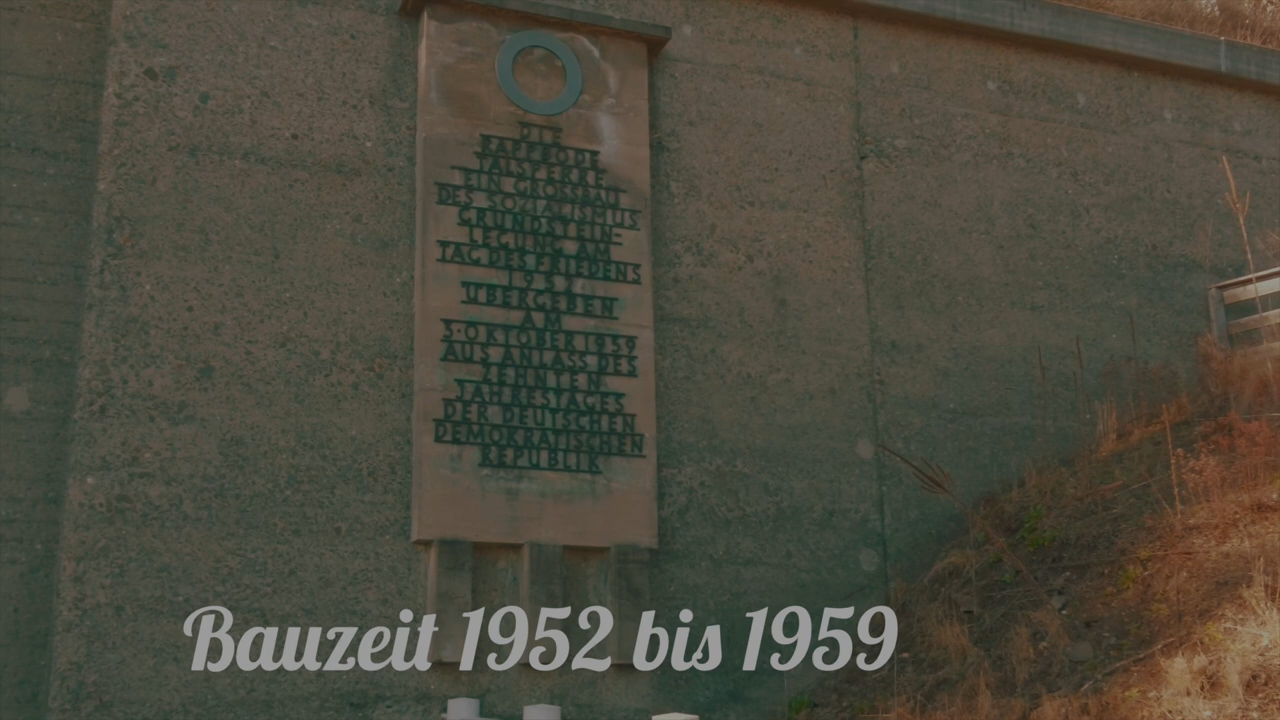 DIE
RAPPBODE
TALSPERRE
EIN GROSSBAU
DES SOZIALISMUS
GRUNDSTEIN-
LEGUNG AM
TAG DES FRIEDENS
ÜBERGEBEN
AM
3·OKTOBER 1959
AUS ANLASS DES
ZEHNTEN
JAHRESTAGES
DER DEUTSCHEN
DEMOKRATISCHEN
REPUBLIK
Bauzeit 1952 bis 1959